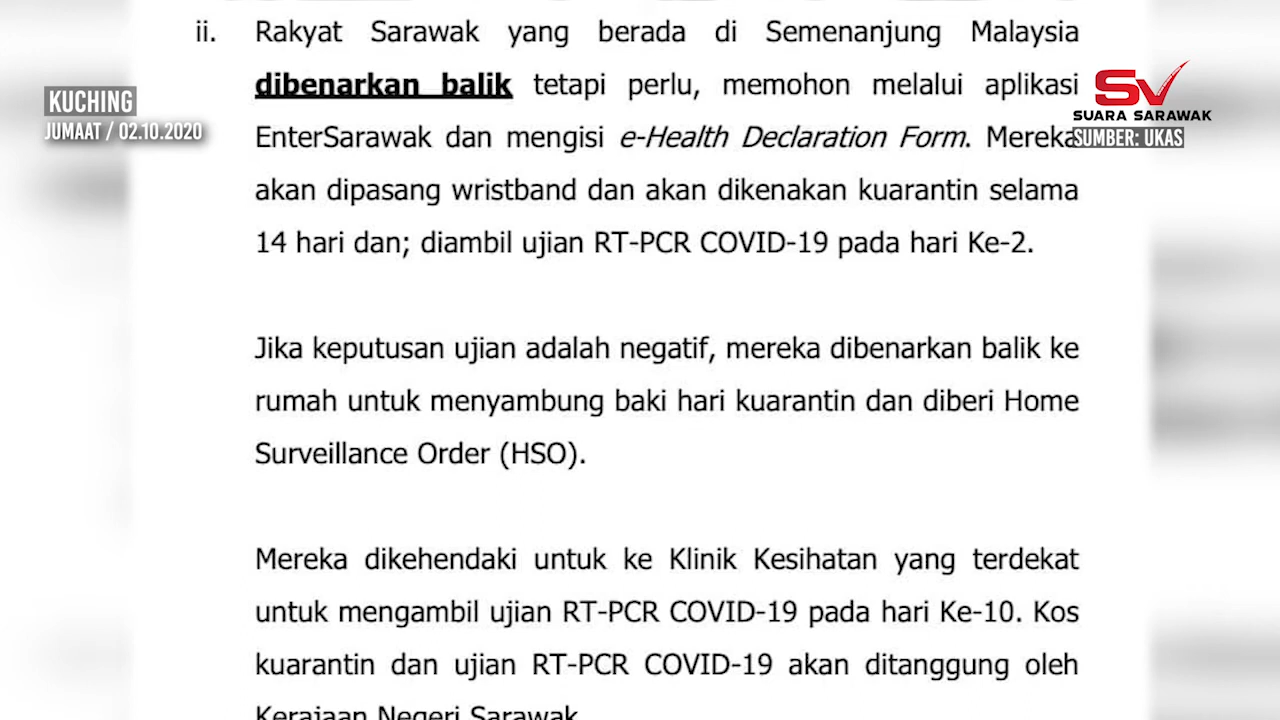 ii. Rakyat Sarawak yang berada di Semenanjung Malaysia
dibenarkan balik tetapi perlu, memohon melalui aplikasi
EnterSarawak dan mengisi e-Health Declaration Form. Mereka
akan dipasang wristband dan akan dikenakan kuarantin selama
14 hari dan; diambil ujian RT-PCR COVID-19 pada hari Ke-2.
Jika keputusan ujian adalah negatif, mereka dibenarkan balik ke
rumah untuk menyambung baki hari kuarantin dan diberi Home
Surveillance Order (HSO).
Mereka dikehendaki untuk ke Klinik Kesihatan yang terdekat
untuk mengambil ujian RT-PCR COVID-19 pada hari Ke-10. Kos
kuarantin dan ujian RT-PCR COVID-19 akan ditanggung oleh
Kerajaan Negeri Sarawak
KUCHING
JUMAAT / 02.10.2020
SV
SUARA SARAWAK
SUMBER: UKAS